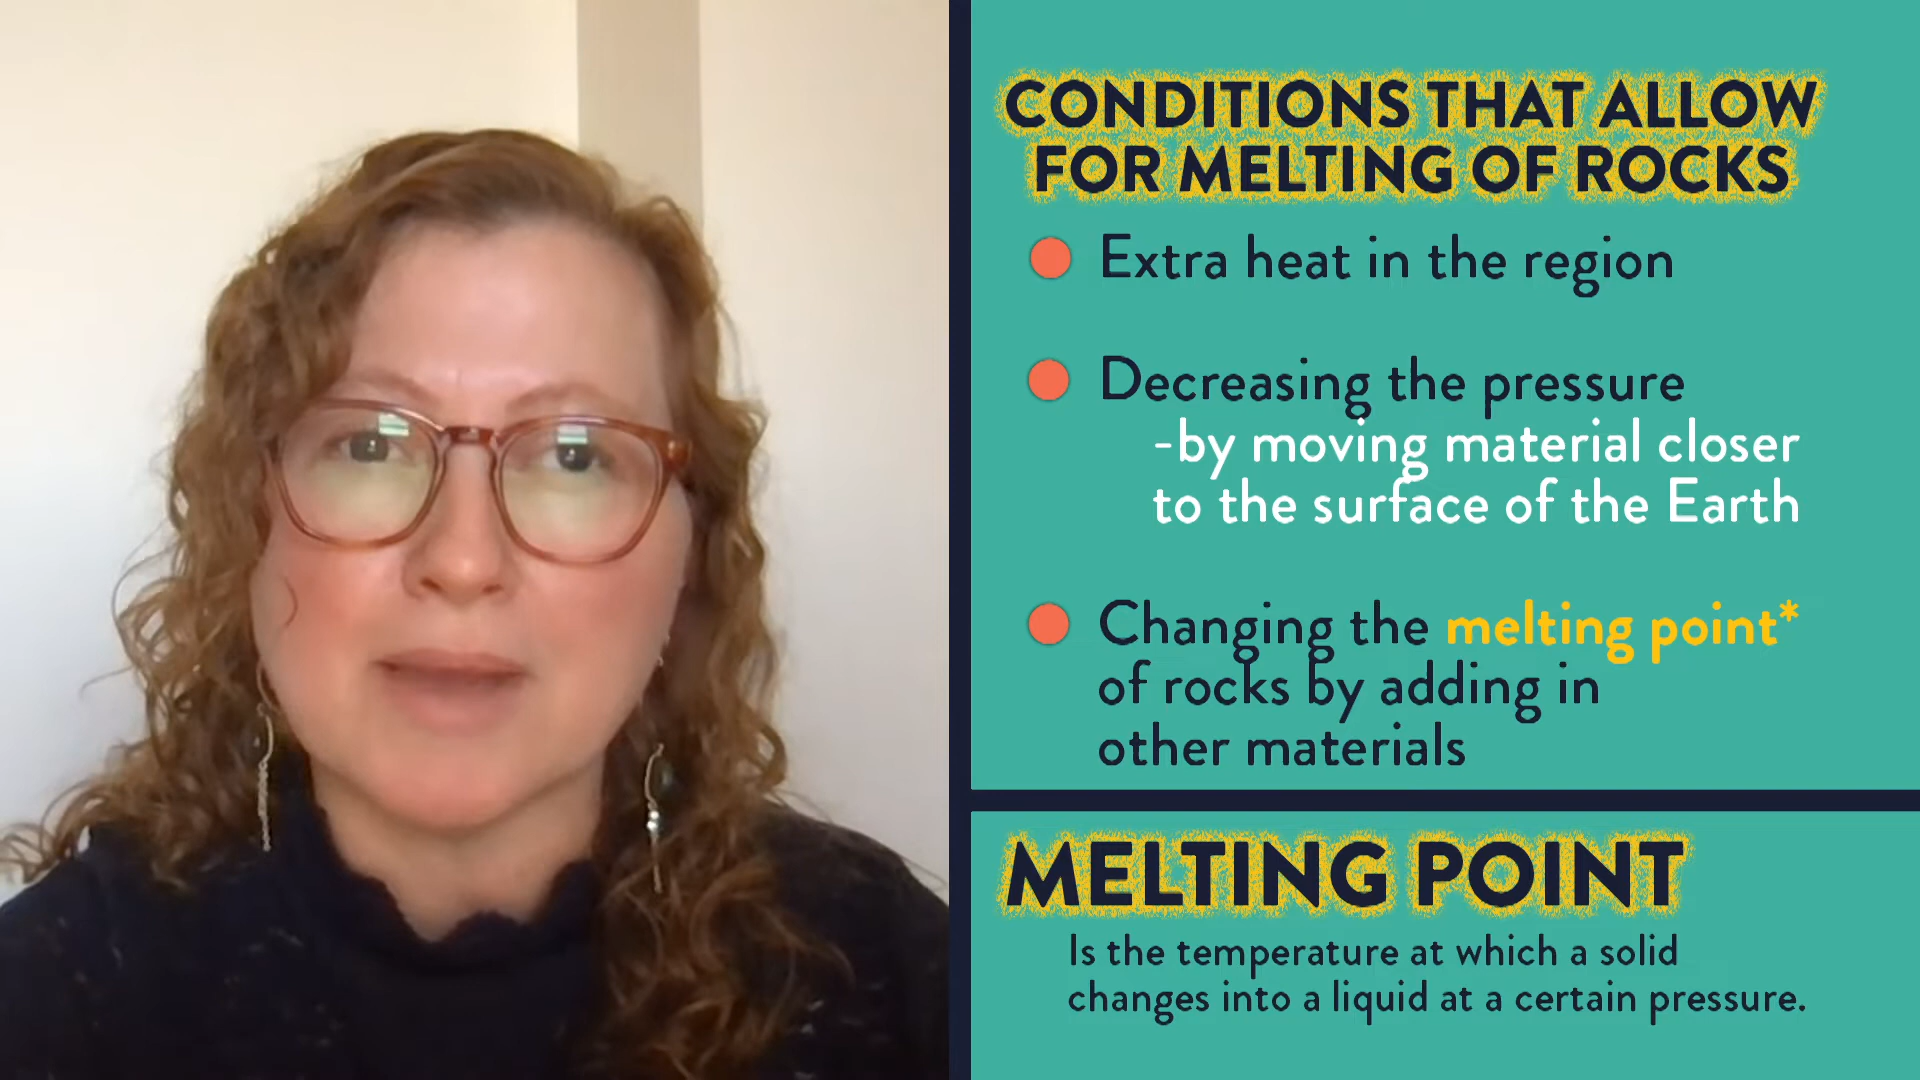 CONDITIONS THAT ALLOW
FOR MELTING OF ROCKS
Extra heat in the region
Decreasing the pressure
-by moving material closer
to the surface of the Earth
Changing the melting point*
of rocks by adding in
other materials
MELTING POINT
Is the temperature at which a solid
changes into a liquid at a certain pressure.